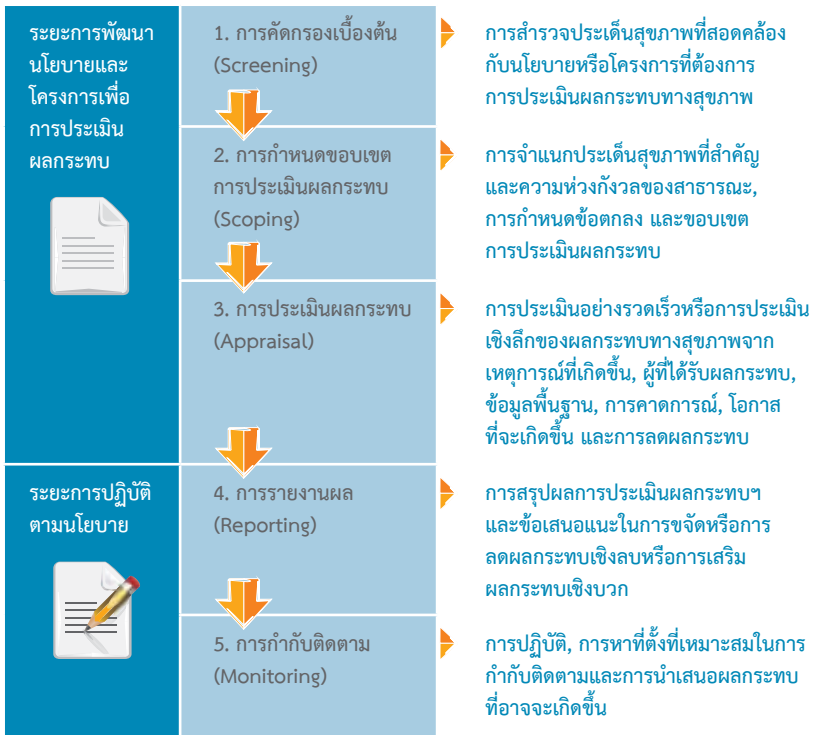 ระยะการพัฒนา
นโยบายและ
โครงการเพื่อ
การประเมิน
ผลกระทบ
1. การคัดกรองเบื้องต้น
(Screening)
การสำรวจประเด็นสุขภาพที่สอดคล้อง
กับนโยบายหรือโครงการที่ต้องการ
การประเมินผลกระทบทางสุขภาพ
2. การกำหนดขอบเขต
การประเมินผลกระทบ
(Scoping)
การจำแนกประเด็นสุขภาพที่สำคัญ
และความห่วงกังวลของสาธารณะ,
การกำหนดข้อตกลง และขอบเขต
การประเมินผลกระทบ
3. การประเมินผลกระทบ
(Appraisal)
การประเมินอย่างรวดเร็วหรือการประเมิน
เชิงลึกของผลกระทบทางสุขภาพจาก
เหตุการณ์ที่เกิดขึ้น, ผู้ที่ได้รับผลกระทบ,
ข้อมูลพื้นฐาน, การคาดการณ์, โอกาส
ที่จะเกิดขึ้น และการลดผลกระทบ
ระยะการปฏิบัติ
ตามนโยบาย
4. การรายงานผล
(Reporting)
การสรุปผลการประเมินผลกระทบฯ
และข้อเสนอแนะในการขจัดหรือการ
ลดผลกระทบเชิงลบหรือการเสริม
ผลกระทบเชิงบวก
5. การกำกับติดตาม
(Monitoring)
การปฏิบัติ, การหาที่ตั้งที่เหมาะสมในการ
กำกับติดตามและการนำเสนอผลกระทบ
ที่อาจจะเกิดขึ้น